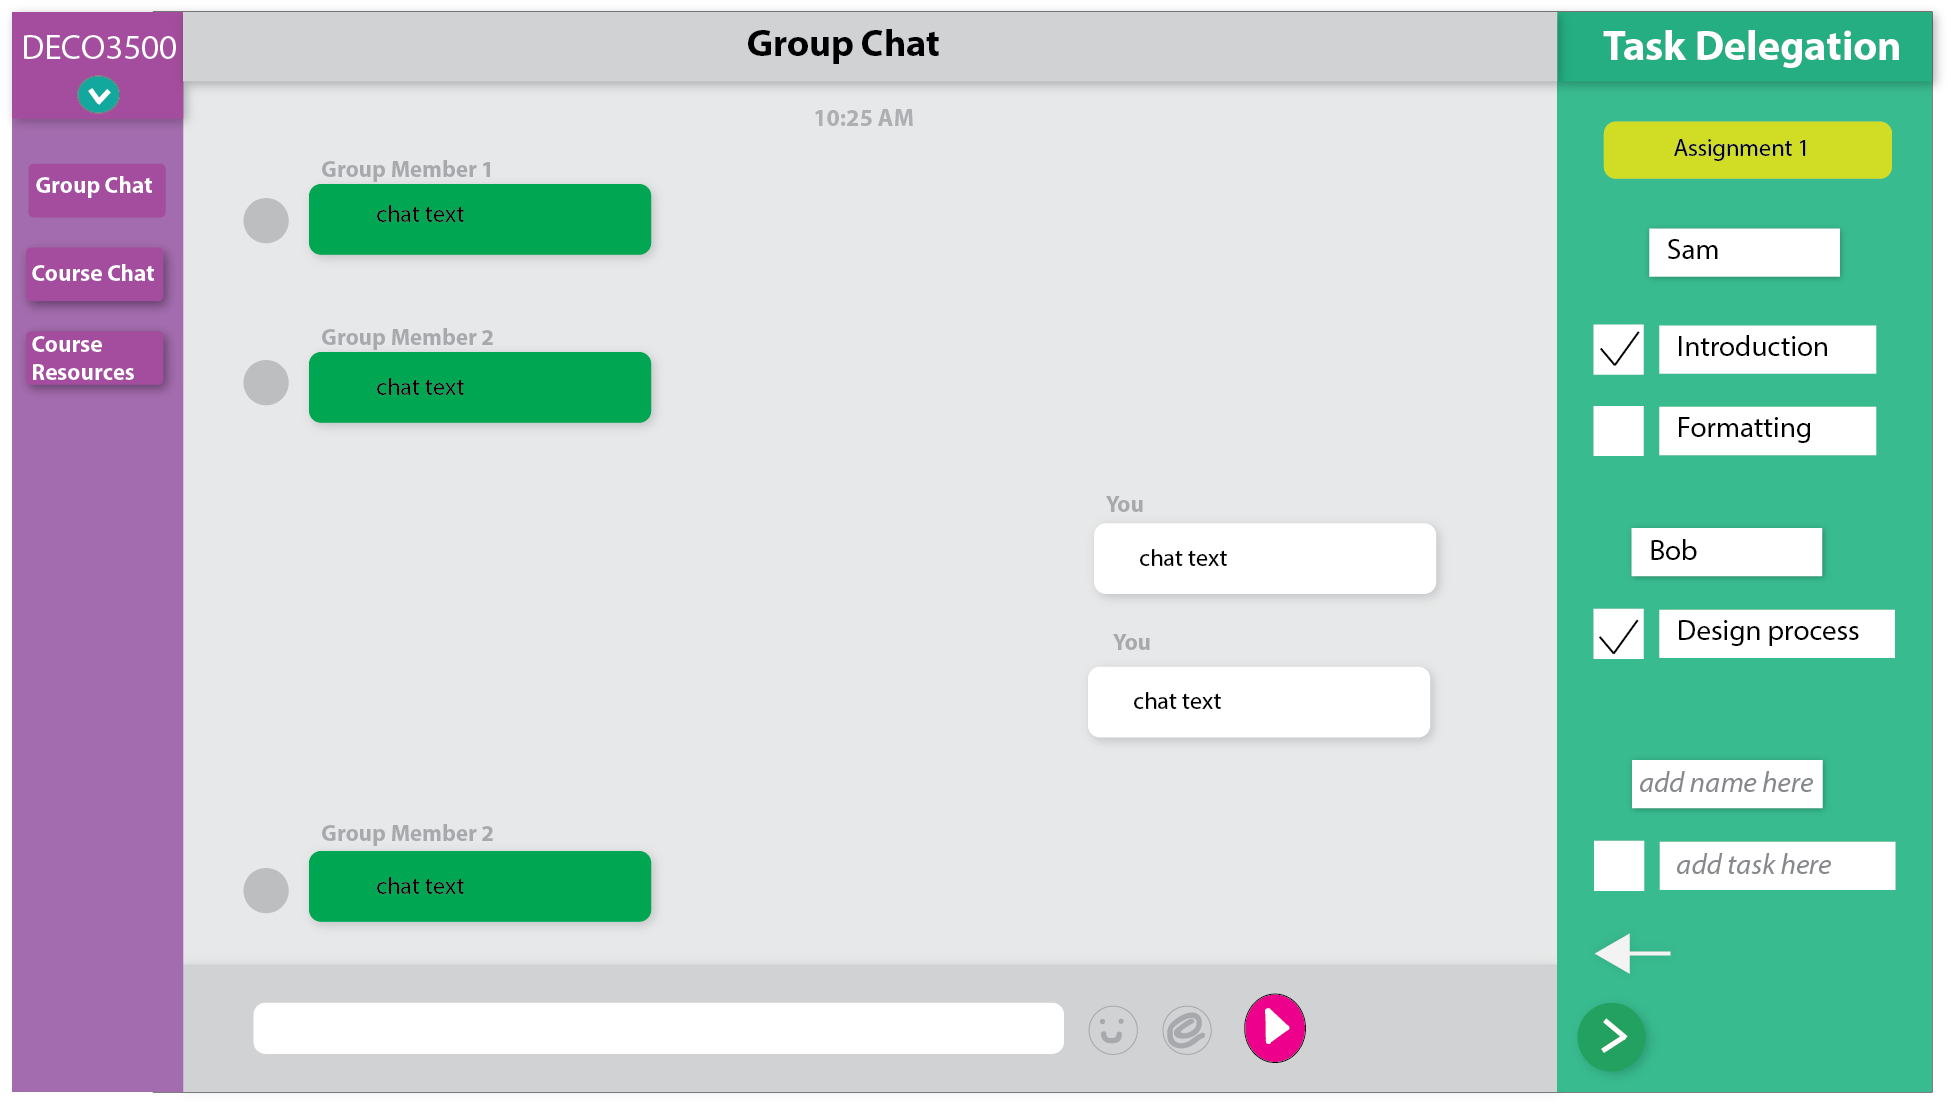 DECO3500
Group Chat
Course Chat
Course
Resources
Group Chat
10:25 AM
Group Member 1
chat text
Group Member 2
chat text
You
chat text
You
chat text
Group Member 2
chat text
Task Delegation
Assignment 1
Sam
Introduction
Formatting
Bob
Design process
add name here
add task here